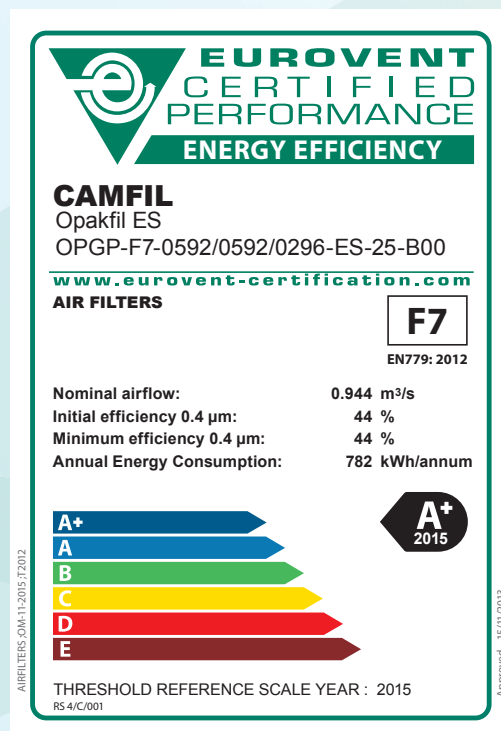 EUROVENT
CERTIFIED
PERFORMANCE
ENERGY EFFICIENCY
CAMFIL
Opakfil ES
OPGP-F7-0592/0592/0296-ES-25-B00
www.eurovent-certification.com
AIR FILTERS
F7
EN779: 2012
Nominal airflow: 0.944 m³/s
Initial efficiency 0.4 µm: 44 %
Minimum efficiency 0.4 µm: 44 %
Annual Energy Consumption: 782 kWh/annum
A+
A
B
C
D
E
A+
2015
THRESHOLD REFERENCE SCALE YEAR : 2015
RS 4/C/001
AIRFILTERS ;OM-11-2015 ;T2012